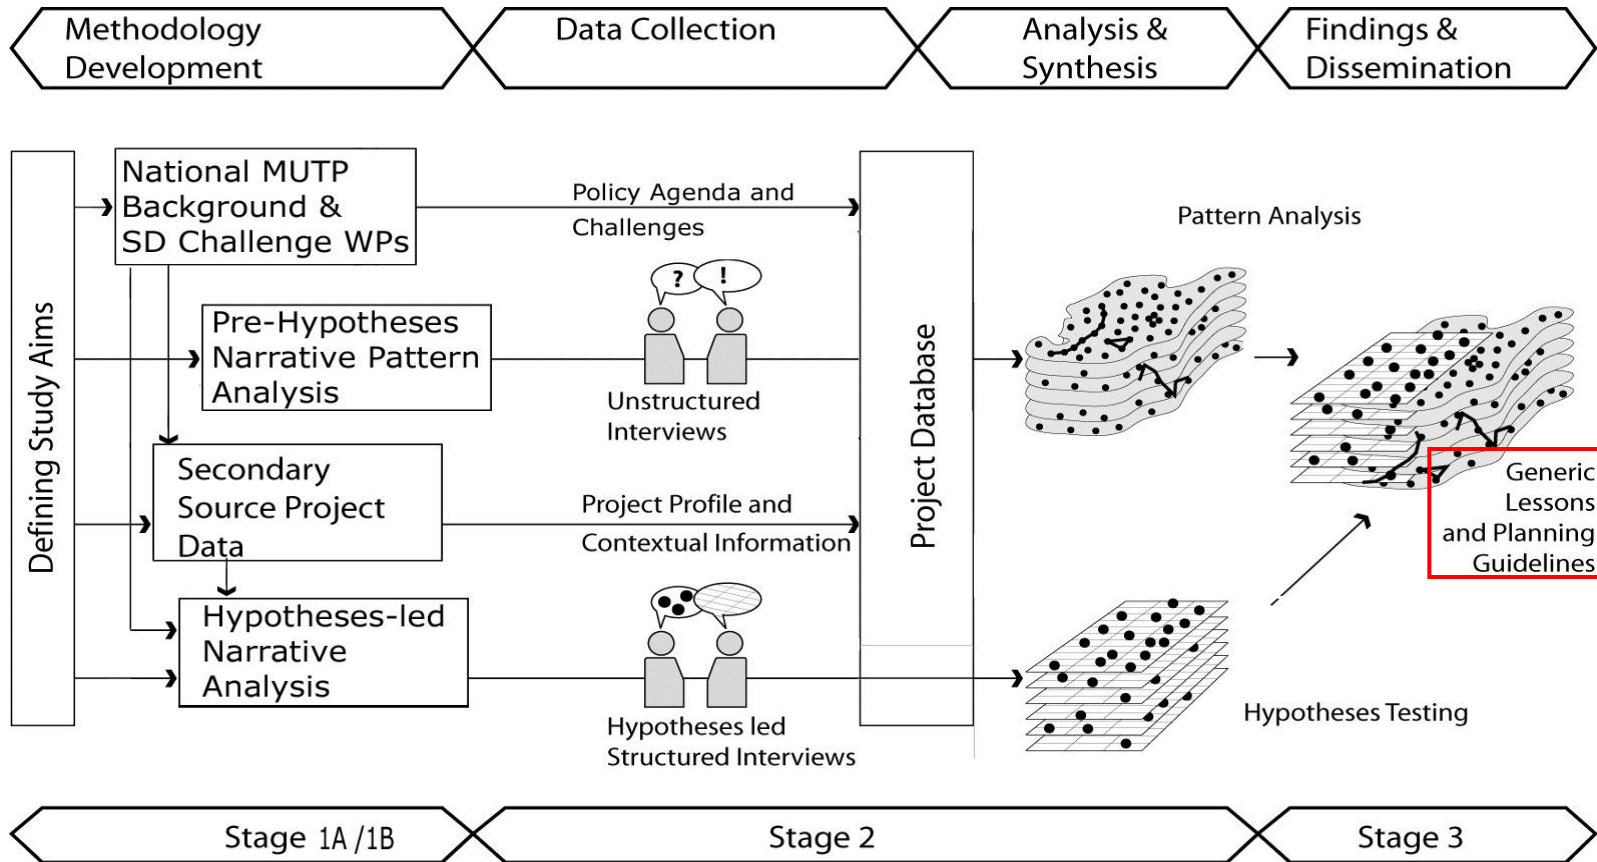 Methodology
Development
Data Collection
Analysis &
Synthesis
Findings &
Dissemination
Defining Study Aims
National MUTP
Background &
SD Challenge WPs
Policy Agenda and
Challenges
Pre-Hypotheses
Narrative Pattern
Analysis
?
!
Unstructured
Interviews
Secondary
Source Project
Data
Project Profile and
Contextual Information
Hypotheses-led
Narrative
Analysis
Hypotheses led
Structured Interviews
Project Database
Pattern Analysis
Generic
Lessons
and Planning
Guidelines
Hypotheses Testing
Stage 1A /1B
Stage 2
Stage 3